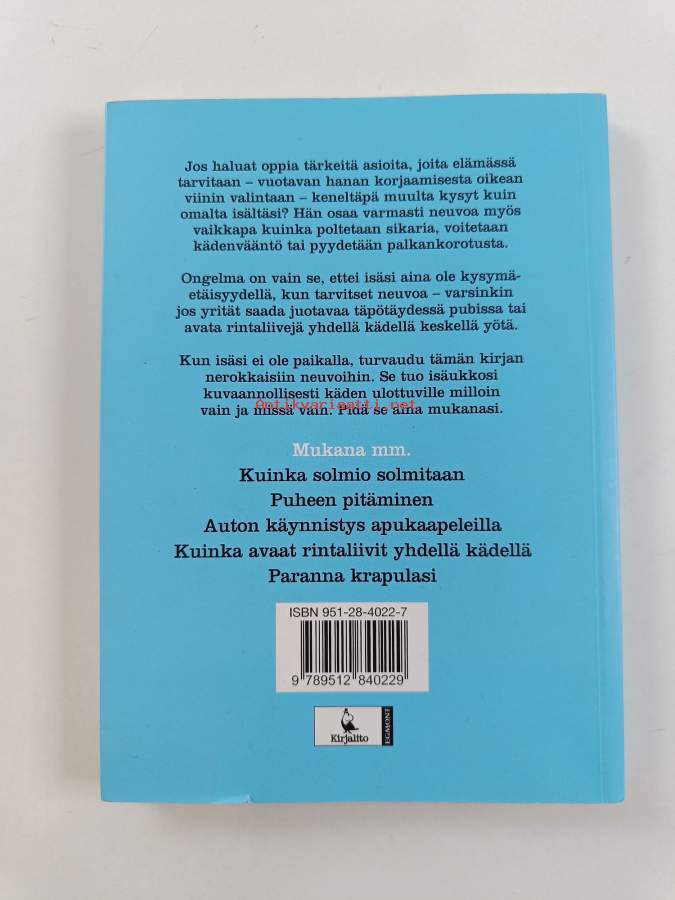 Jos haluat oppia tärkeitä asioita, joita elämässä
tarvitaan – vuotavan hanan korjaamisesta oikean
viinin valintaan – keneltäpä muulta kysyt kuin
omalta isältäsi? Hän osaa varmasti neuvoa myös
vaikkapa kuinka poltetaan sikaria, voitetaan
kädenvääntö tai pyydetään palkankorotusta.
Ongelma on vain se, ettei isäsi aina ole kysymä-
etäisyydellä, kun tarvitset neuvoa – varsinkin
jos yrität saada juotavaa täpötäydessä pubissa tai
avata rintaliivejä yhdellä kädellä keskellä yötä.
Kun isäsi ei ole paikalla, turvaudu tämän kirjan
nerokkaisiin neuvoihin. Se tuo isäukkosi
kuvaannollisesti käden ulottuville milloin
vain ja missä vain. Pidä se aina mukanasi.
Antikvariaatti.net
Mukana mm.
Kuinka solmio solmitaan
Puheen pitäminen
Auton käynnistys apukaapeleilla
Kuinka avaat rintaliivit yhdellä kädellä
Paranna krapulasi
ISBN 951-28-4022-7
9 789512 840229
Kirjalito
EGMONT